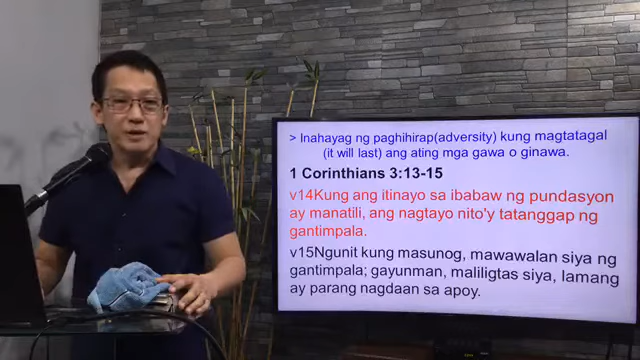 > Inahayag ng paghihirap(adversity) kung magtatagal
(it will last) ang ating mga gawa o ginawa.
1 Corinthians 3:13-15
v14Kung ang itinayo sa ibabaw ng pundasyon
ay manatili, ang nagtayo nito'y tatanggap ng
gantimpala.
v15Ngunit kung masunog, mawawalan siya ng
gantimpala; gayunman, maliligtas siya, lamang
ay parang nagdaan sa apoy.